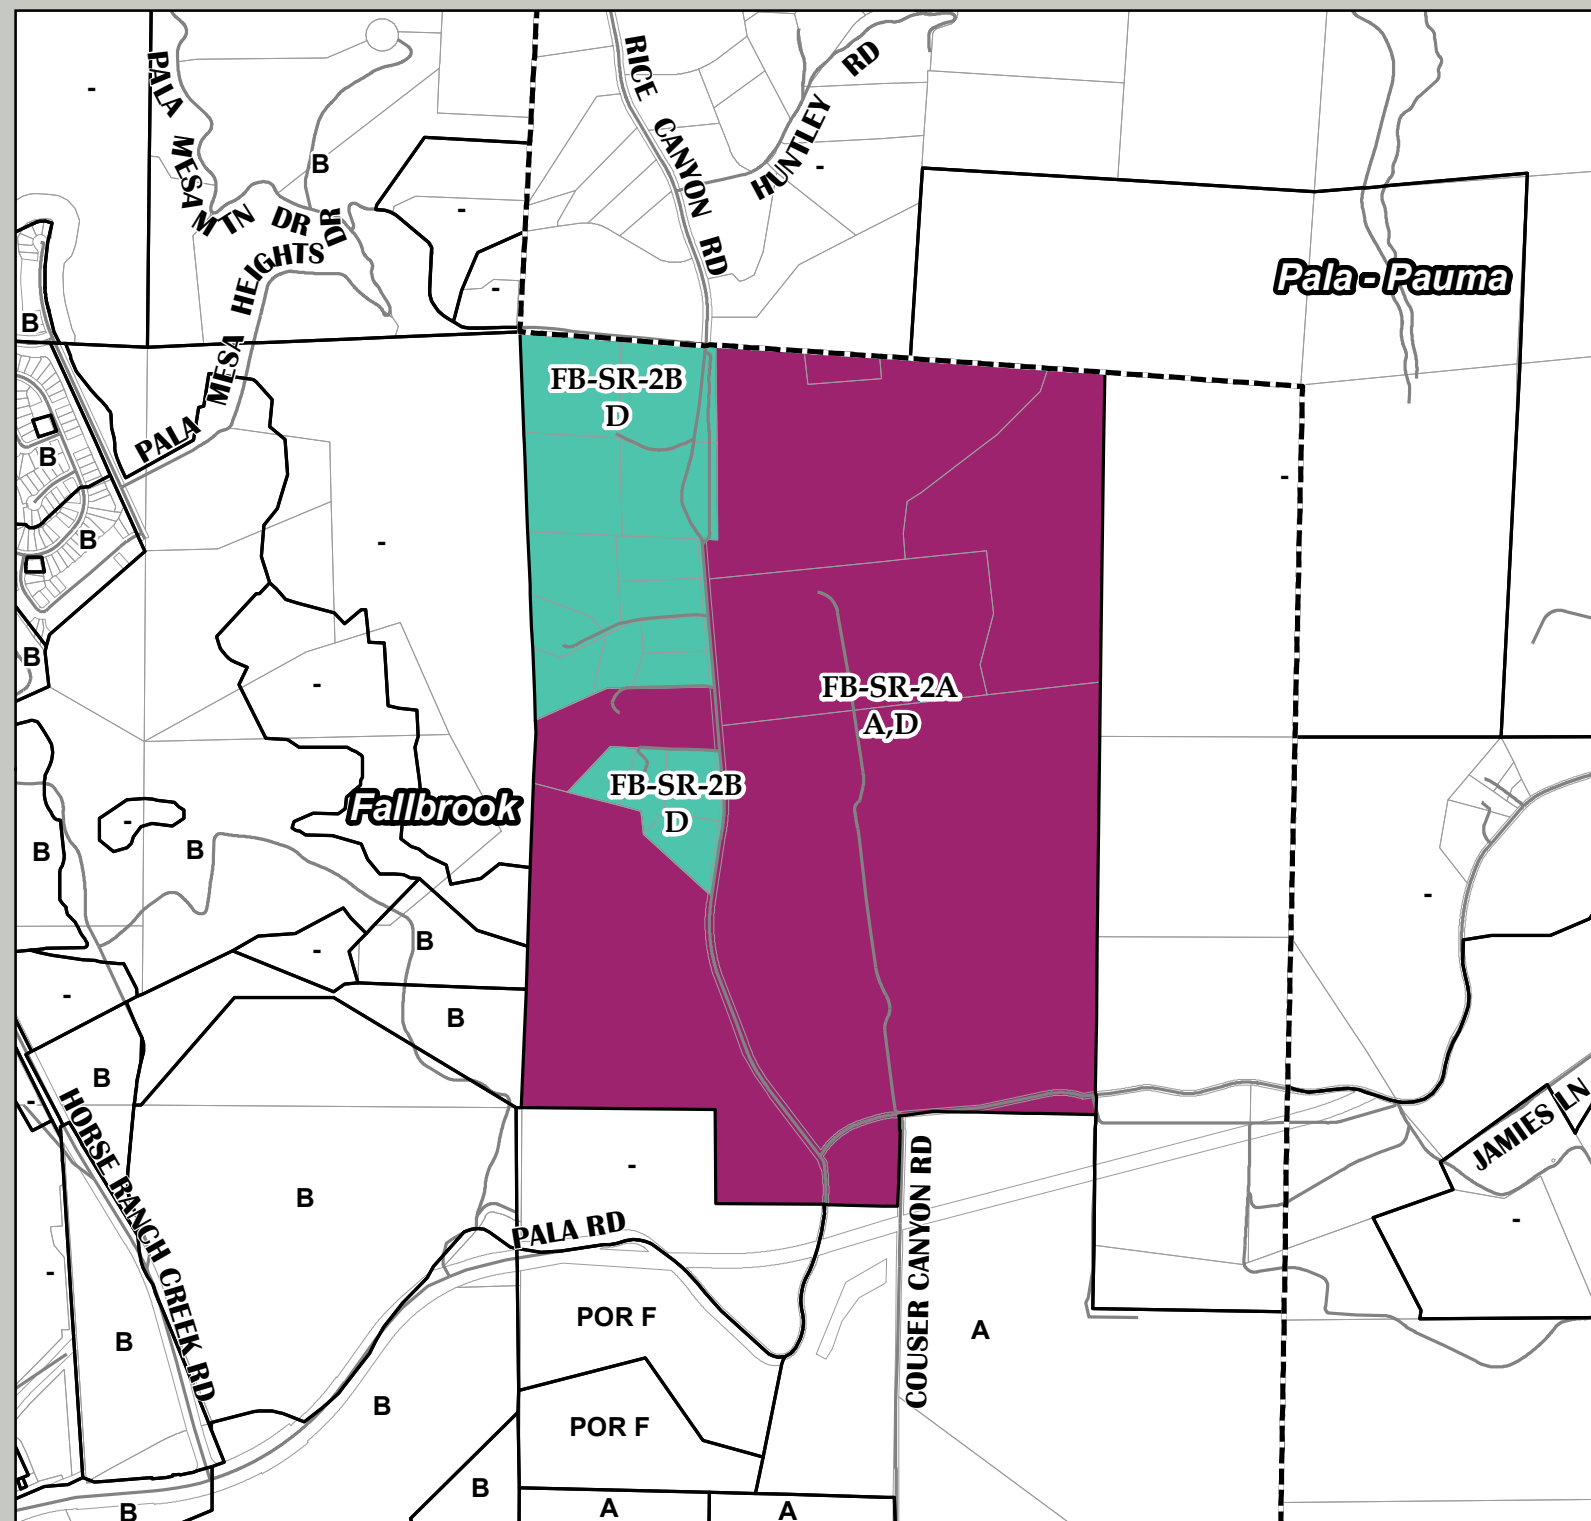 PALA MESA MTN DR
RICE CANYON RD
HUNTLEY RD
-
B
-
-
-
DR
PALA MESA HEIGHTS
Pala - Pauma
B
FB-SR-2B
D
B
-
B
-
B
-
FB-SR-2A
A,D
FB-SR-2B
D
Fallbrook
-
B
B
-
B
-
-
B
B
-
HORSE RANCH CREEK RD
JAMIES LN
-
B
-
PALA RD
COUSER CANYON RD
-
POR F
A
B
B
POR F
B
B
A
A